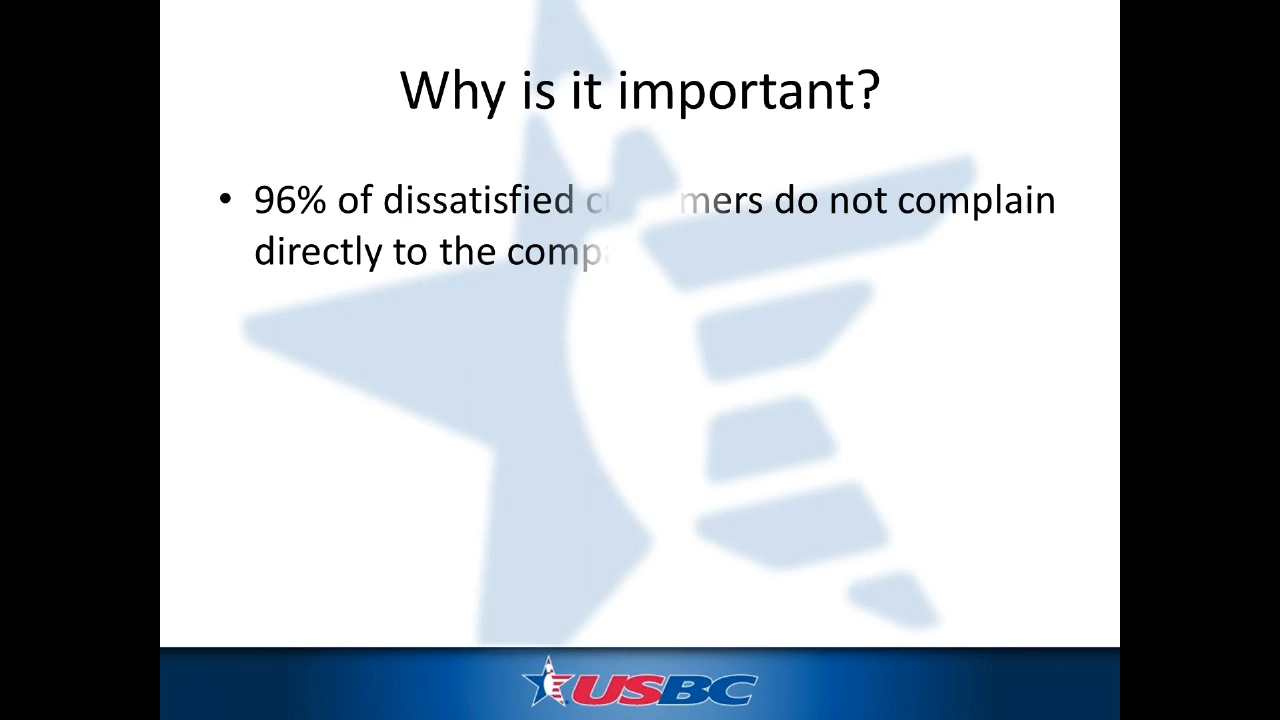 Why is it important?
• 96% of dissatisfied do not complain
directly to the
USBC